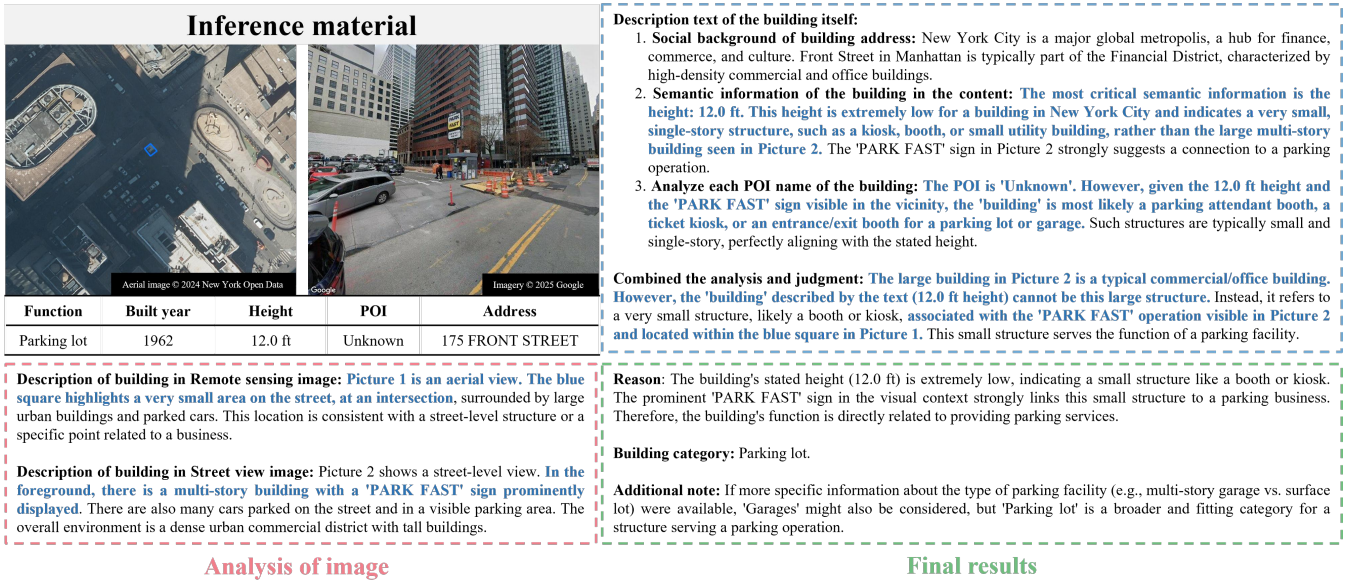 Inference material
Aerial image © 2024 New York Open Data
PARK
FAST
Google
Imagery © 2025 Google
Function Built year Height POI Address
Parking lot 1962 12.0 ft Unknown 175 FRONT STREET
Description of building in Remote sensing image: Picture 1 is an aerial view. The blue
square highlights a very small area on the street, at an intersection, surrounded by large
urban buildings and parked cars. This location is consistent with a street-level structure or a
specific point related to a business.
Description of building in Street view image: Picture 2 shows a street-level view. In the
foreground, there is a multi-story building with a 'PARK FAST' sign prominently
displayed. There are also many cars parked on the street and in a visible parking area. The
overall environment is a dense urban commercial district with tall buildings.
Analysis of image
Description text of the building itself:
1. Social background of building address: New York City is a major global metropolis, a hub for finance,
commerce, and culture. Front Street in Manhattan is typically part of the Financial District, characterized by
high-density commercial and office buildings.
2. Semantic information of the building in the content: The most critical semantic information is the
height: 12.0 ft. This height is extremely low for a building in New York City and indicates a very small,
single-story structure, such as a kiosk, booth, or small utility building, rather than the large multi-story
building seen in Picture 2. The 'PARK FAST' sign in Picture 2 strongly suggests a connection to a parking
operation.
3. Analyze each POI name of the building: The POI is 'Unknown'. However, given the 12.0 ft height and
the 'PARK FAST' sign visible in the vicinity, the 'building' is most likely a parking attendant booth, a
ticket kiosk, or an entrance/exit booth for a parking lot or garage. Such structures are typically small and
single-story, perfectly aligning with the stated height.
Combined the analysis and judgment: The large building in Picture 2 is a typical commercial/office building.
However, the 'building' described by the text (12.0 ft height) cannot be this large structure. Instead, it refers to
a very small structure, likely a booth or kiosk, associated with the 'PARK FAST' operation visible in Picture 2
and located within the blue square in Picture 1. This small structure serves the function of a parking facility.
Reason: The building's stated height (12.0 ft) is extremely low, indicating a small structure like a booth or kiosk.
The prominent 'PARK FAST' sign in the visual context strongly links this small structure to a parking business.
Therefore, the building's function is directly related to providing parking services.
Building category: Parking lot.
Additional note: If more specific information about the type of parking facility (e.g., multi-story garage vs. surface
lot) were available, 'Garages' might also be considered, but 'Parking lot' is a broader and fitting category for a
structure serving a parking operation.
Final results